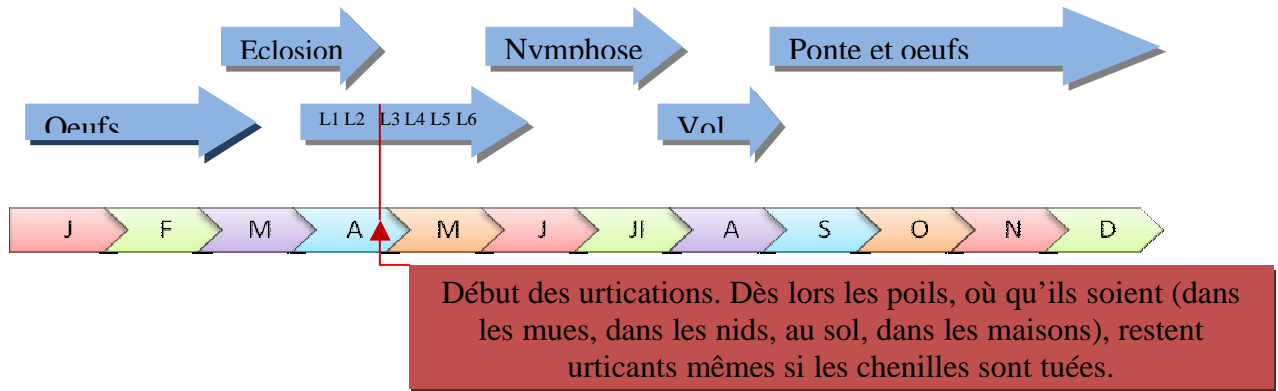 Eclosion
Nymphose
Ponte et oeufs
Oeufs
L1 L2 L3 L4 L5 L6
Vol
J F M A M J Jl A S O N D
Début des urtications. Dès lors les poils, où qu'ils soient (dans
les mues, dans les nids, au sol, dans les maisons), restent
urticants mêmes si les chenilles sont tuées.